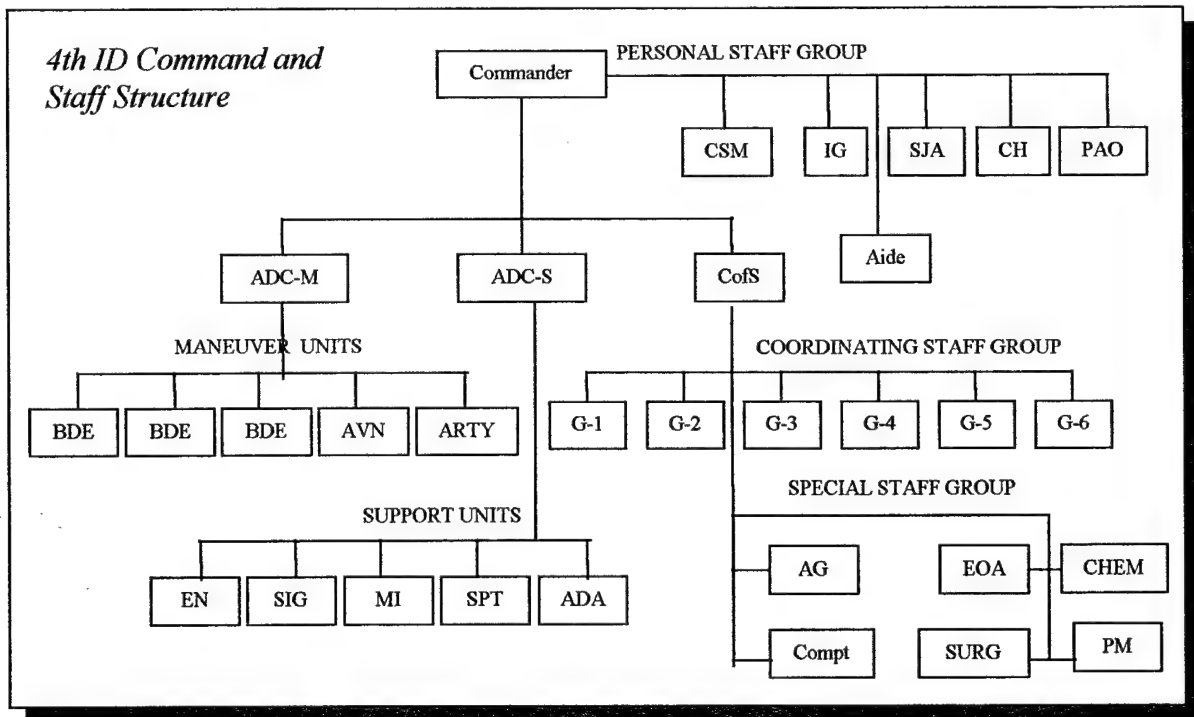 4th ID Command and
Staff Structure
Commander
PERSONAL STAFF GROUP
CSM
IG
SJA
CH
PAO
Aide
ADC-M
ADC-S
CofS
MANEUVER UNITS
COORDINATING STAFF GROUP
BDE
BDE
BDE
AVN
ARTY
G-1
G-2
G-3
G-4
G-5
G-6
SUPPORT UNITS
SPECIAL STAFF GROUP
EN
SIG
MI
SPT
ADA
AG
EOA
CHEM
Compt
SURG
PM